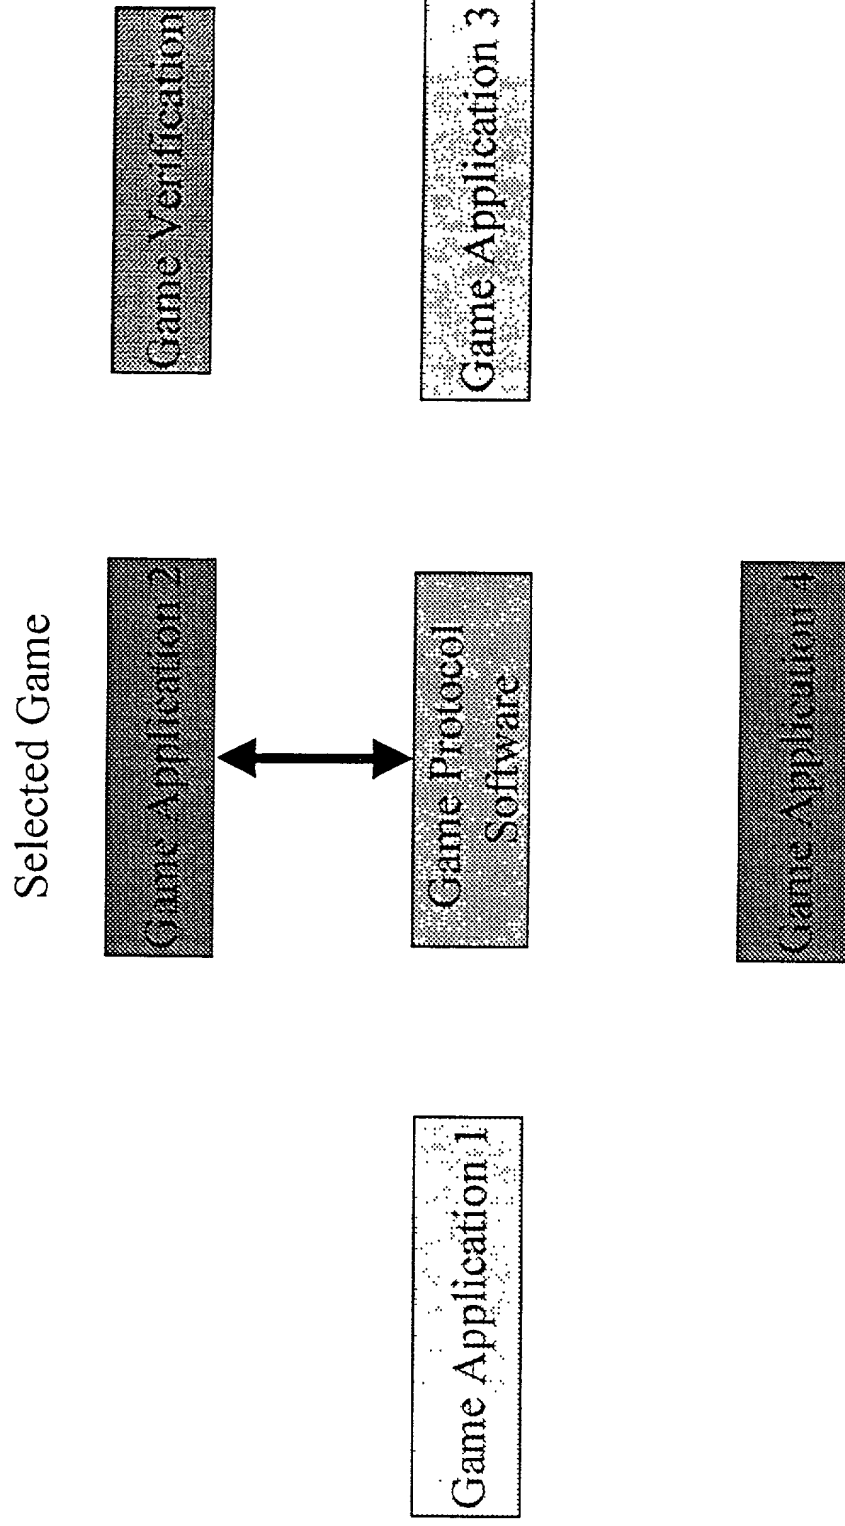 Selected Game
Game Application 2
Game Verification
Game Application 1
Game Protocol
Software
Game Application 3
Game Application 4